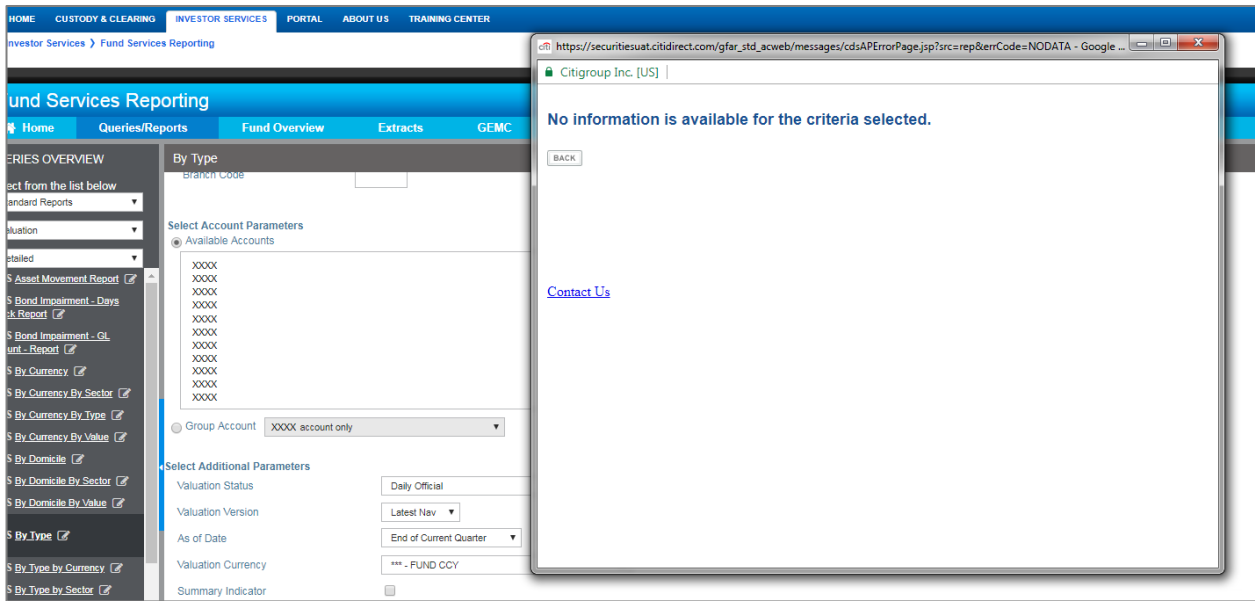 HOME CUSTODY & CLEARING INVESTOR SERVICES PORTAL ABOUT US TRAINING CENTER
nvestor Services ❯ Fund Services Reporting
und Services Reporting
Home Queries/Reports Fund Overview Extracts GEMC
ERIES OVERVIEW
ect from the list below
andard Reports
aluation
etailed
S Asset Movement Report
S Bond Impairment - Days
ck Report
S Bond Impairment - GL
unt - Report
S By Currency
S By Currency By Sector
S By Currency By Type
S By Currency By Value
S By Domicile
S By Domicile By Sector
S By Domicile By Value
S By Type
S By Type by Currency
S By Type by Sector
By Type
Branch Code
Select Account Parameters
Available Accounts
XXXX
XXXX
XXXX
XXXX
XXXX
XXXX
XXXX
XXXX
XXXX
XXXX
XXXX
Group Account XXXX account only
Select Additional Parameters
Valuation Status Daily Official
Valuation Version Latest Nav
As of Date End of Current Quarter
Valuation Currency *** - FUND CCY
Summary Indicator
https://securitiesuat.citidirect.com/gfar_std_acweb/messages/cdsAPErrorPage.jsp?src=rep&errCode=NODATA - Google ...
Citigroup Inc. [US]
No information is available for the criteria selected.
BACK
Contact Us